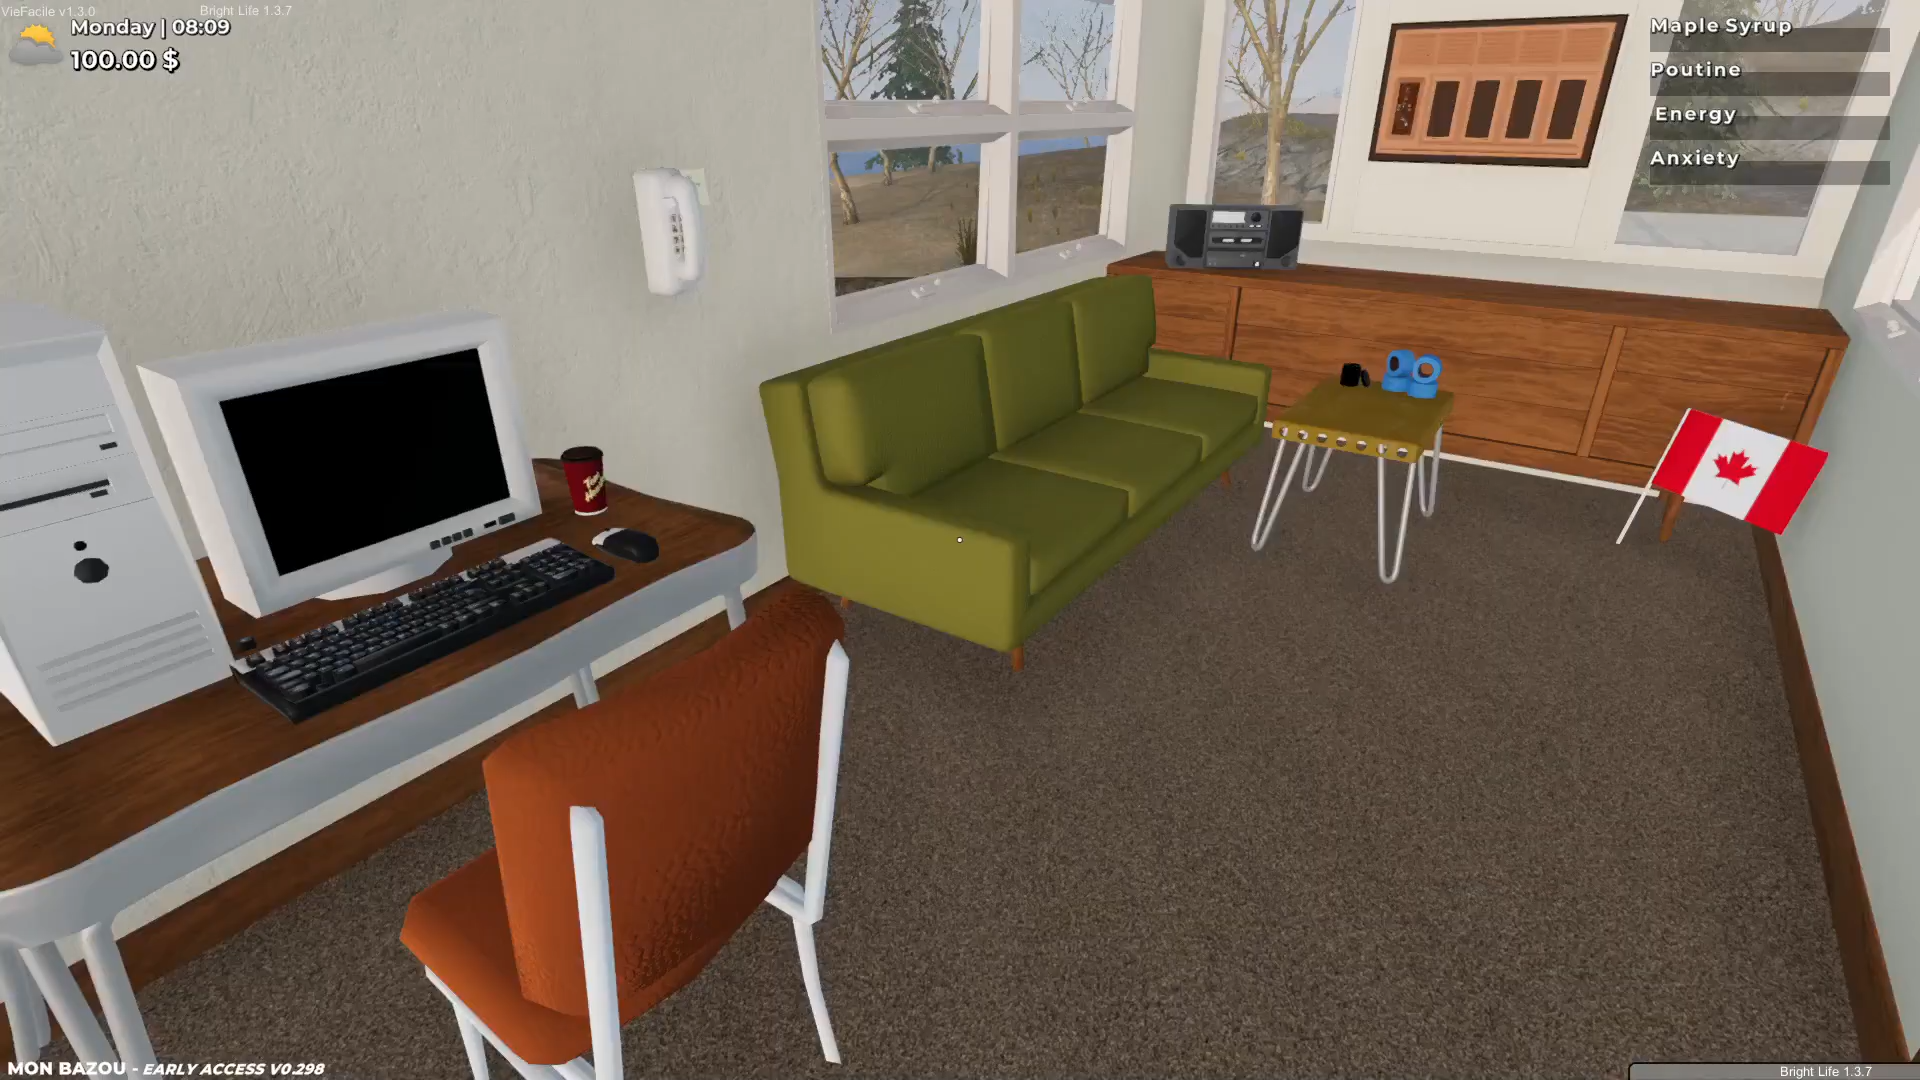 VieFacile v1.3.0
Bright Life 1.3.7
Monday | 08:09
100.00 $
Maple Syrup
Poutine
Energy
Anxiety
MON BAZOU - EARLY ACCESS V0.298
Bright Life 1.3.7